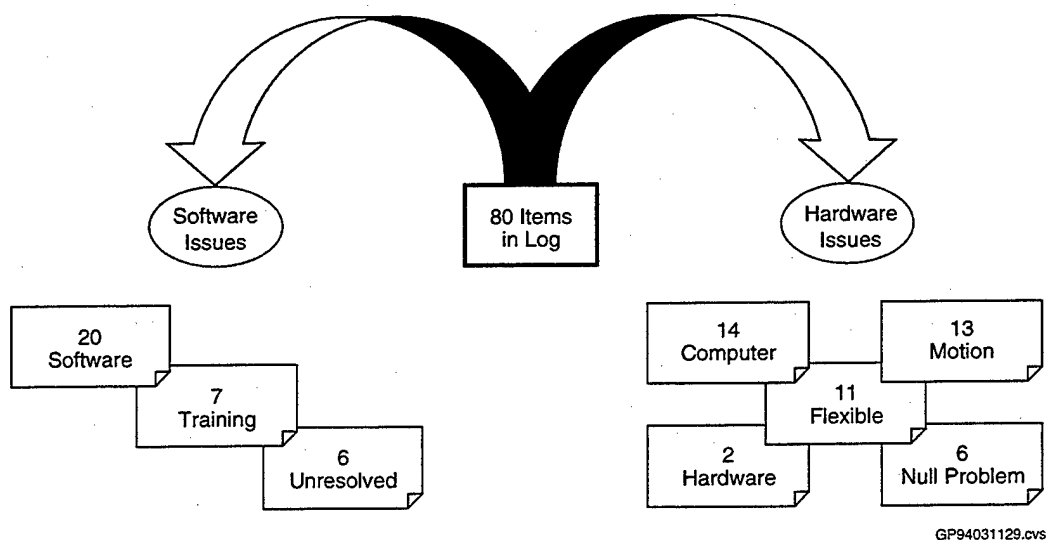 Software
Issues
80 Items
in Log
Hardware
Issues
20
Software
7
Training
6
Unresolved
14
Computer
13
Motion
11
Flexible
2
Hardware
6
Null Problem
GP94031129.cvs